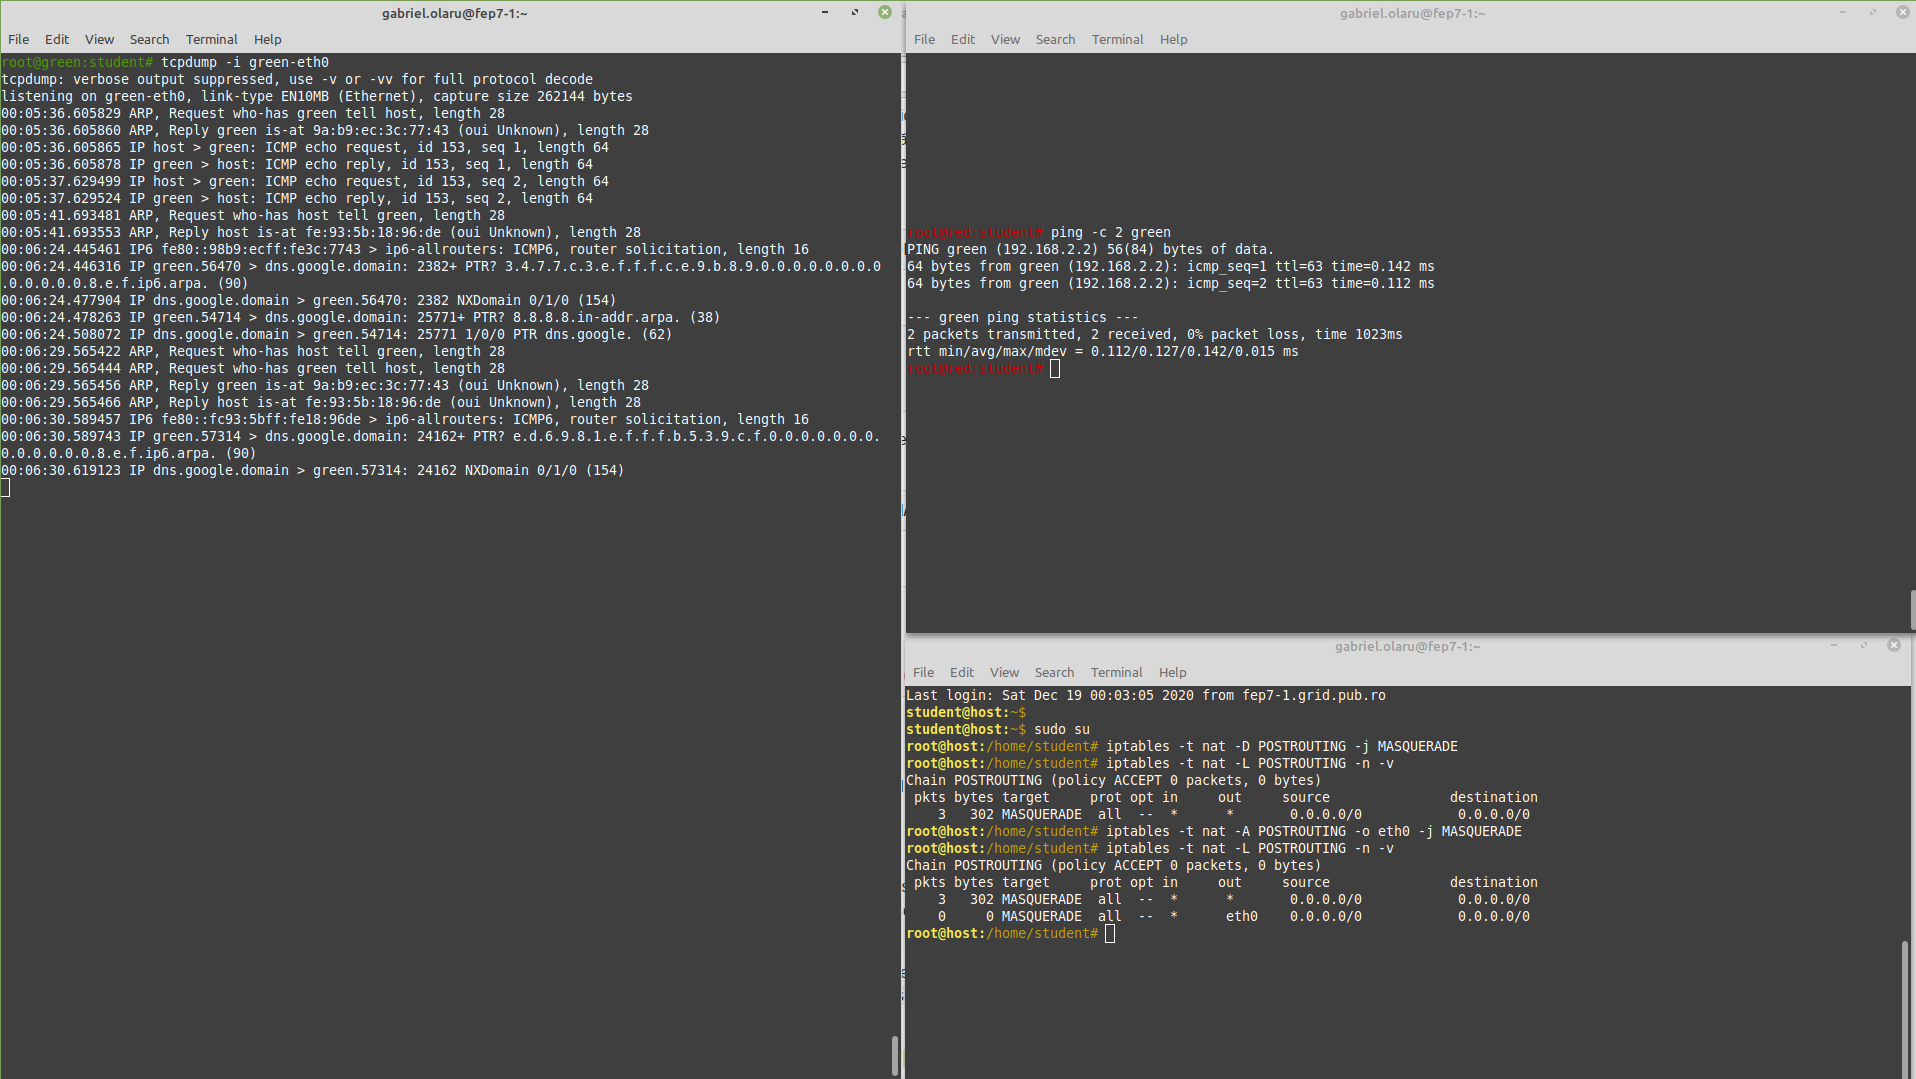 gabriel.olaru@fep7-1:~
File Edit View Search Terminal Help
root@green:student# tcpdump -i green-eth0
tcpdump: verbose output suppressed, use -v or -vv for full protocol decode
listening on green-eth0, link-type EN10MB (Ethernet), capture size 262144 bytes
00:05:36.605829 ARP, Request who-has green tell host, length 28
00:05:36.605860 ARP, Reply green is-at 9a:b9:ec:3c:77:43 (oui Unknown), length 28
00:05:36.605865 IP host > green: ICMP echo request, id 153, seq 1, length 64
00:05:36.605878 IP green > host: ICMP echo reply, id 153, seq 1, length 64
00:05:37.629499 IP host > green: ICMP echo request, id 153, seq 2, length 64
00:05:37.629524 IP green > host: ICMP echo reply, id 153, seq 2, length 64
00:05:41.693481 ARP, Request who-has host tell green, length 28
00:05:41.693553 ARP, Reply host is-at fe:93:5b:18:96:de (oui Unknown), length 28
00:06:24.445461 IP6 fe80::98b9:ecff:fe3c:7743 > ip6-allrouters: ICMP6, router solicitation, length 16
00:06:24.446316 IP green.56470 > dns.google.domain: 2382+ PTR? 3.4.7.7.c.3.e.f.f.f.c.e.9.b.8.9.0.0.0.0.0.0.0.0
.0.0.0.0.0.8.e.f.ip6.arpa. (90)
00:06:24.477904 IP dns.google.domain > green.56470: 2382 NXDomain 0/1/0 (154)
00:06:24.478263 IP green.54714 > dns.google.domain: 25771+ PTR? 8.8.8.8.in-addr.arpa. (38)
00:06:24.508072 IP dns.google.domain > green.54714: 25771 1/0/0 PTR dns.google. (62)
00:06:29.565422 ARP, Request who-has host tell green, length 28
00:06:29.565444 ARP, Request who-has green tell host, length 28
00:06:29.565456 ARP, Reply green is-at 9a:b9:ec:3c:77:43 (oui Unknown), length 28
00:06:29.565466 ARP, Reply host is-at fe:93:5b:18:96:de (oui Unknown), length 28
00:06:30.589457 IP6 fe80::fc93:5bff:fe18:96de > ip6-allrouters: ICMP6, router solicitation, length 16
00:06:30.589743 IP green.57314 > dns.google.domain: 24162+ PTR? e.d.6.9.8.1.e.f.f.f.b.5.3.9.c.f.0.0.0.0.0.0.0.
0.0.0.0.0.0.8.e.f.ip6.arpa. (90)
00:06:30.619123 IP dns.google.domain > green.57314: 24162 NXDomain 0/1/0 (154)
gabriel.olaru@fep7-1:~
File Edit View Search Terminal Help
root@red:student# ping -c 2 green
PING green (192.168.2.2) 56(84) bytes of data.
64 bytes from green (192.168.2.2): icmp_seq=1 ttl=63 time=0.142 ms
64 bytes from green (192.168.2.2): icmp_seq=2 ttl=63 time=0.112 ms
--- green ping statistics ---
2 packets transmitted, 2 received, 0% packet loss, time 1023ms
rtt min/avg/max/mdev = 0.112/0.127/0.142/0.015 ms
root@red:student#
gabriel.olaru@fep7-1:~
File Edit View Search Terminal Help
Last login: Sat Dec 19 00:03:05 2020 from fep7-1.grid.pub.ro
student@host:~$
student@host:~$ sudo su
root@host:/home/student# iptables -t nat -D POSTROUTING -j MASQUERADE
root@host:/home/student# iptables -t nat -L POSTROUTING -n -v
Chain POSTROUTING (policy ACCEPT 0 packets, 0 bytes)
pkts bytes target prot opt in out source destination
3 302 MASQUERADE all -- * * 0.0.0.0/0 0.0.0.0/0
root@host:/home/student# iptables -t nat -A POSTROUTING -o eth0 -j MASQUERADE
root@host:/home/student# iptables -t nat -L POSTROUTING -n -v
Chain POSTROUTING (policy ACCEPT 0 packets, 0 bytes)
pkts bytes target prot opt in out source destination
3 302 MASQUERADE all -- * * 0.0.0.0/0 0.0.0.0/0
0 0 MASQUERADE all -- * eth0 0.0.0.0/0 0.0.0.0/0
root@host:/home/student#